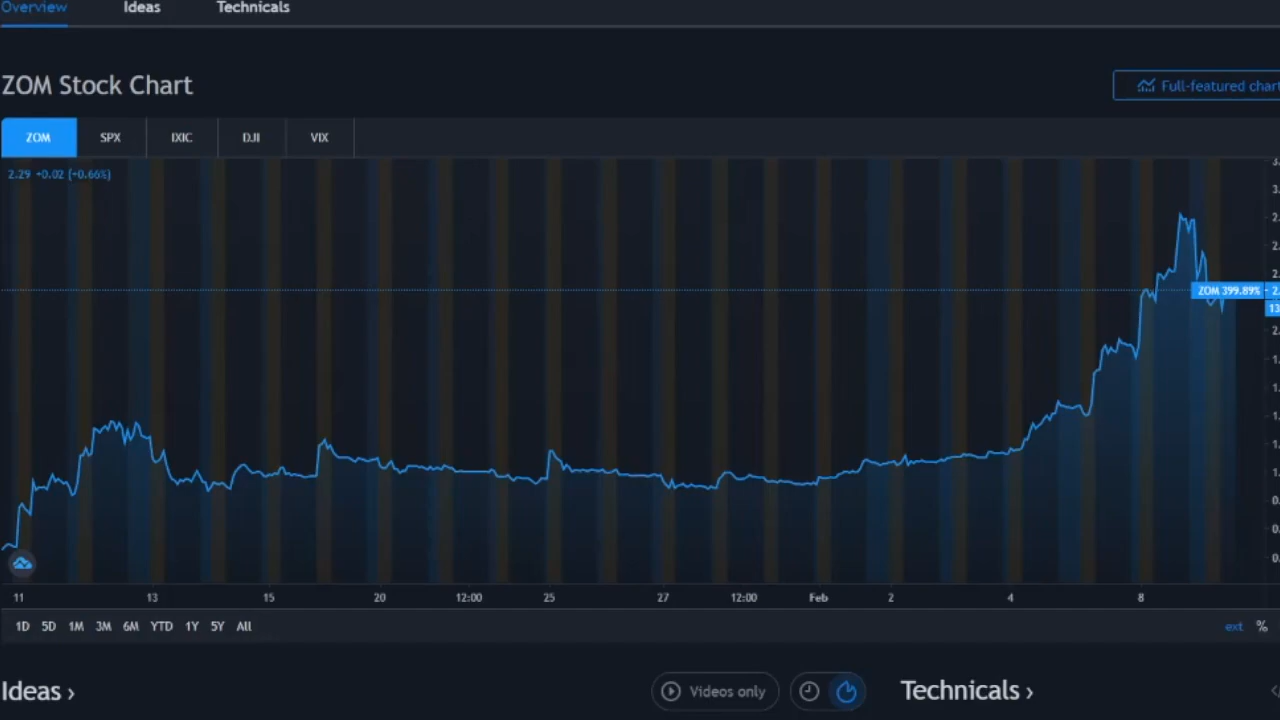 Overview Ideas Technicals
ZOM Stock Chart
Full-featured chart
ZOM SPX IXIC DJI VIX
2.29 +0.02 (+0.66%)
ZOM 399.89%
13
11 13 15 20 12:00 25 27 12:00 Feb 2 4 8
1D 5D 1M 3M 6M YTD 1Y 5Y All ext %
Ideas › Videos only Technicals ›